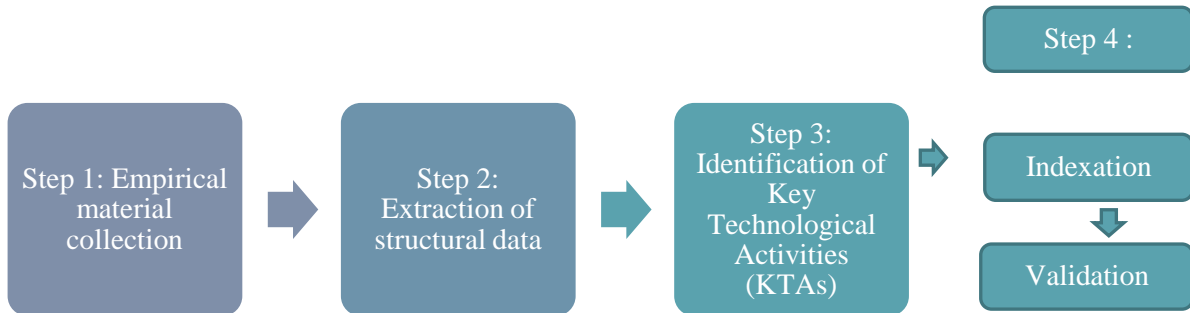 Step 1: Empirical
material
collection
Step 2:
Extraction of
structural data
Step 3:
Identification of
Key
Technological
Activities
(KTAs)
Step 4 :
Indexation
Validation